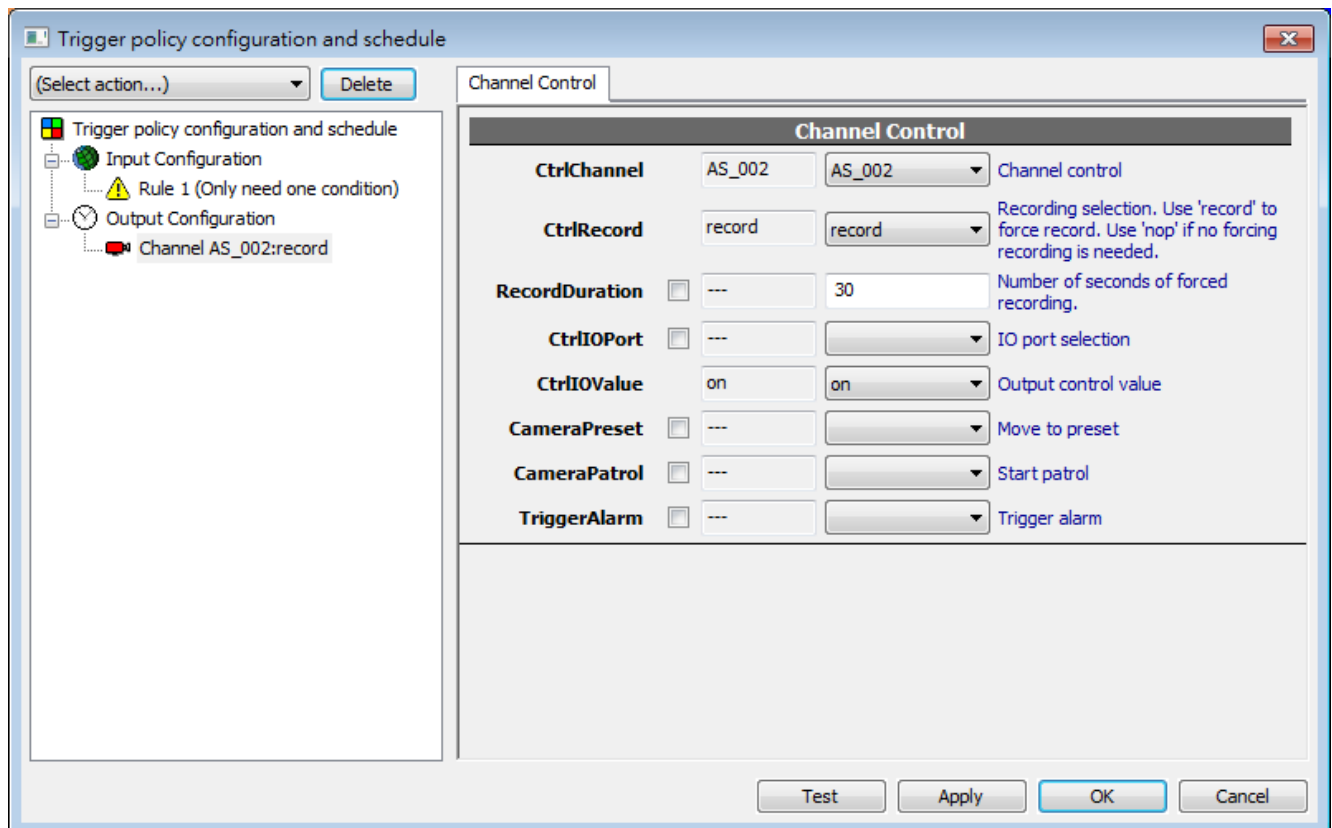 Trigger policy configuration and schedule
(Select action...) Delete
Trigger policy configuration and schedule
Input Configuration
Rule 1 (Only need one condition)
Output Configuration
Channel AS_002:record
Channel Control
Channel Control
CtrlChannel AS_002 AS_002 Channel control
CtrlRecord record record Recording selection. Use 'record' to
force record. Use 'nop' if no forcing
recording is needed.
RecordDuration --- 30 Number of seconds of forced
recording.
CtrlIOPort --- IO port selection
CtrlIOValue on on Output control value
CameraPreset --- Move to preset
CameraPatrol --- Start patrol
TriggerAlarm --- Trigger alarm
Test Apply OK Cancel